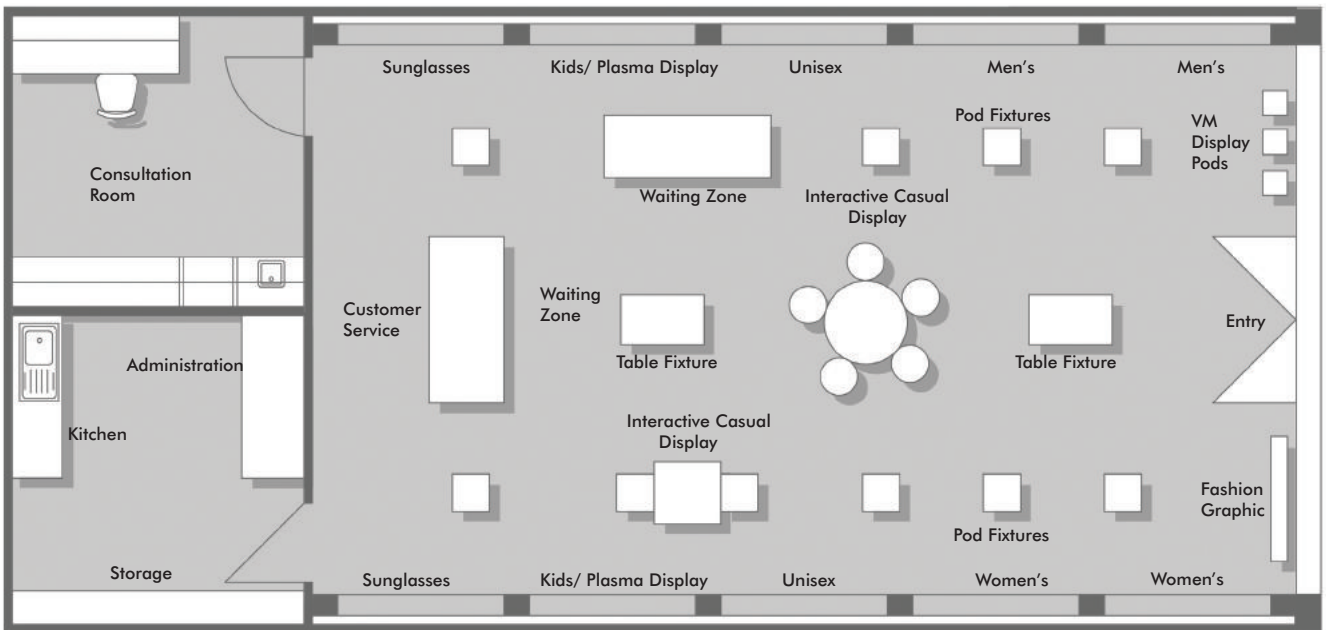 Sunglasses
Kids/ Plasma Display
Unisex
Men's
Men's
Pod Fixtures
VM
Display
Pods
Consultation
Room
Waiting Zone
Interactive Casual
Display
Customer
Service
Waiting
Zone
Entry
Administration
Table Fixture
Table Fixture
Kitchen
Interactive Casual
Display
Fashion
Graphic
Pod Fixtures
Storage
Sunglasses
Kids/ Plasma Display
Unisex
Women's
Women's